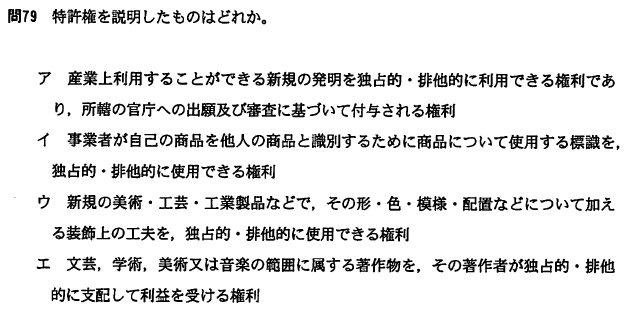 問79 特許権を説明したものはどれか。
ア 産業上利用することができる新規の発明を独占的・排他的に利用できる権利であ
り，所轄の官庁への出願及び審査に基づいて付与される権利
イ 事業者が自己の商品を他人の商品と識別するために商品について使用する標識を，
独占的・排他的に使用できる権利
ウ 新規の美術・工芸・工業製品などで，その形・色・模様・配置などについて加え
る装飾上の工夫を，独占的・排他的に使用できる権利
エ 文芸，学術，美術又は音楽の範囲に属する著作物を，その著作者が独占的・排他
的に支配して利益を受ける権利